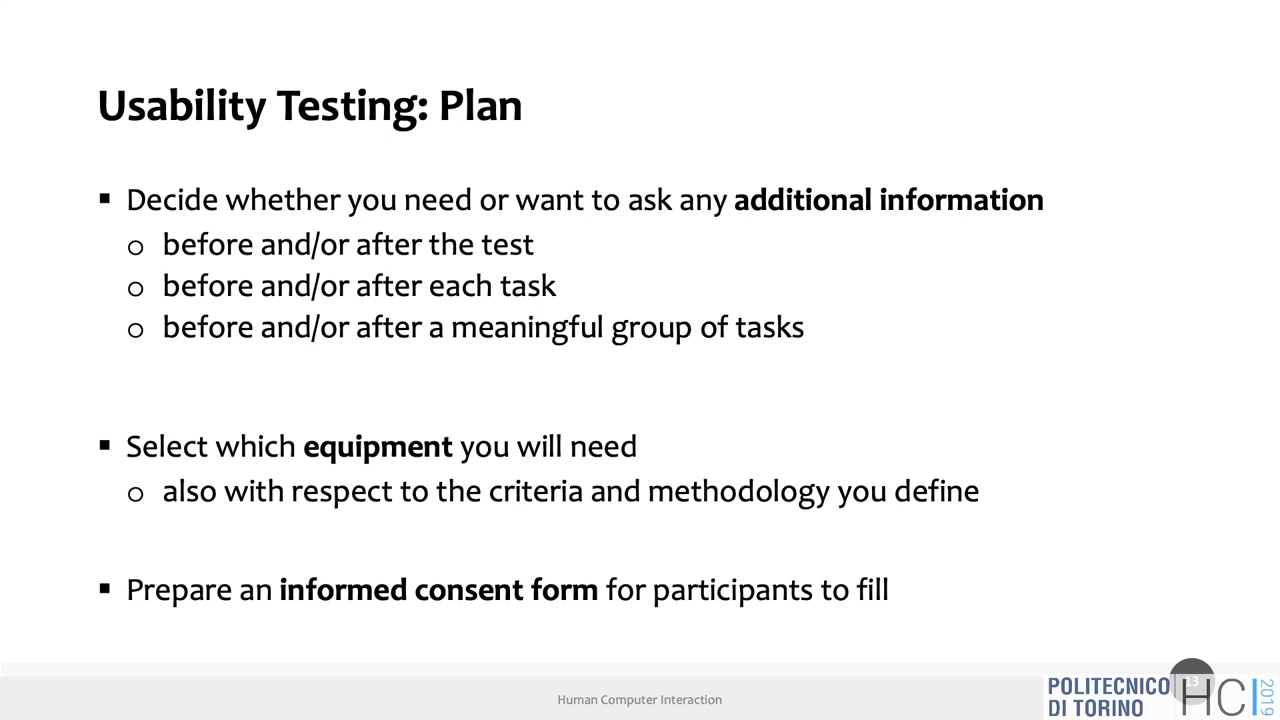 Usability Testing: Plan
▪ Decide whether you need or want to ask any additional information
o before and/or after the test
o before and/or after each task
o before and/or after a meaningful group of tasks
▪ Select which equipment you will need
o also with respect to the criteria and methodology you define
▪ Prepare an informed consent form for participants to fill
Human Computer Interaction
POLITECNICO
DI TORINO
13
HCI
2019